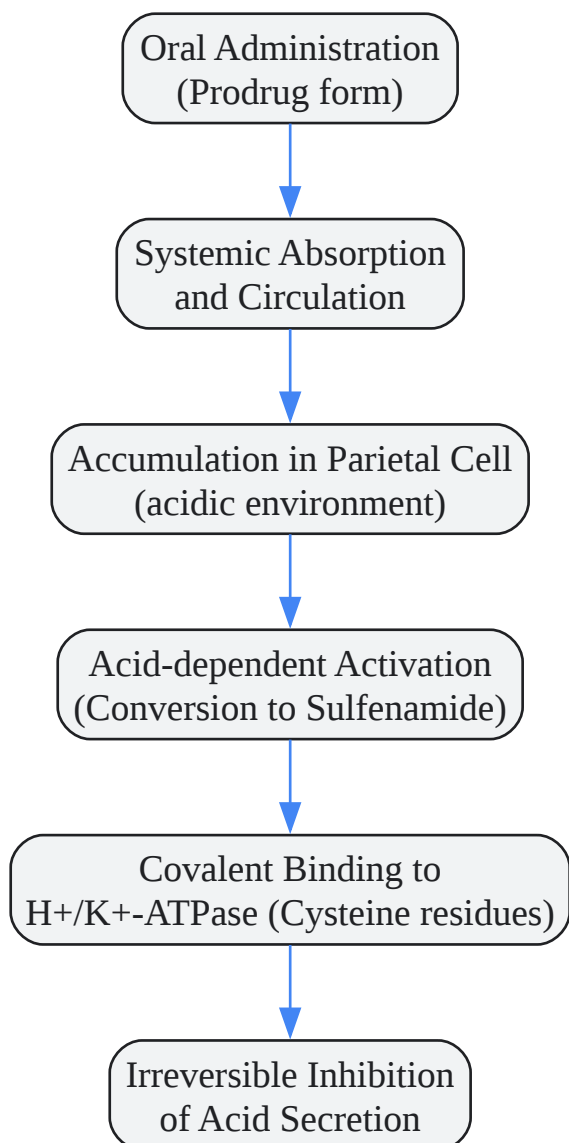 Oral Administration
(Prodrug form)
Systemic Absorption
and Circulation
Accumulation in Parietal Cell
(acidic environment)
Acid-dependent Activation
(Conversion to Sulfenamide)
Covalent Binding to
H+/K+-ATPase (Cysteine residues)
Irreversible Inhibition
of Acid Secretion